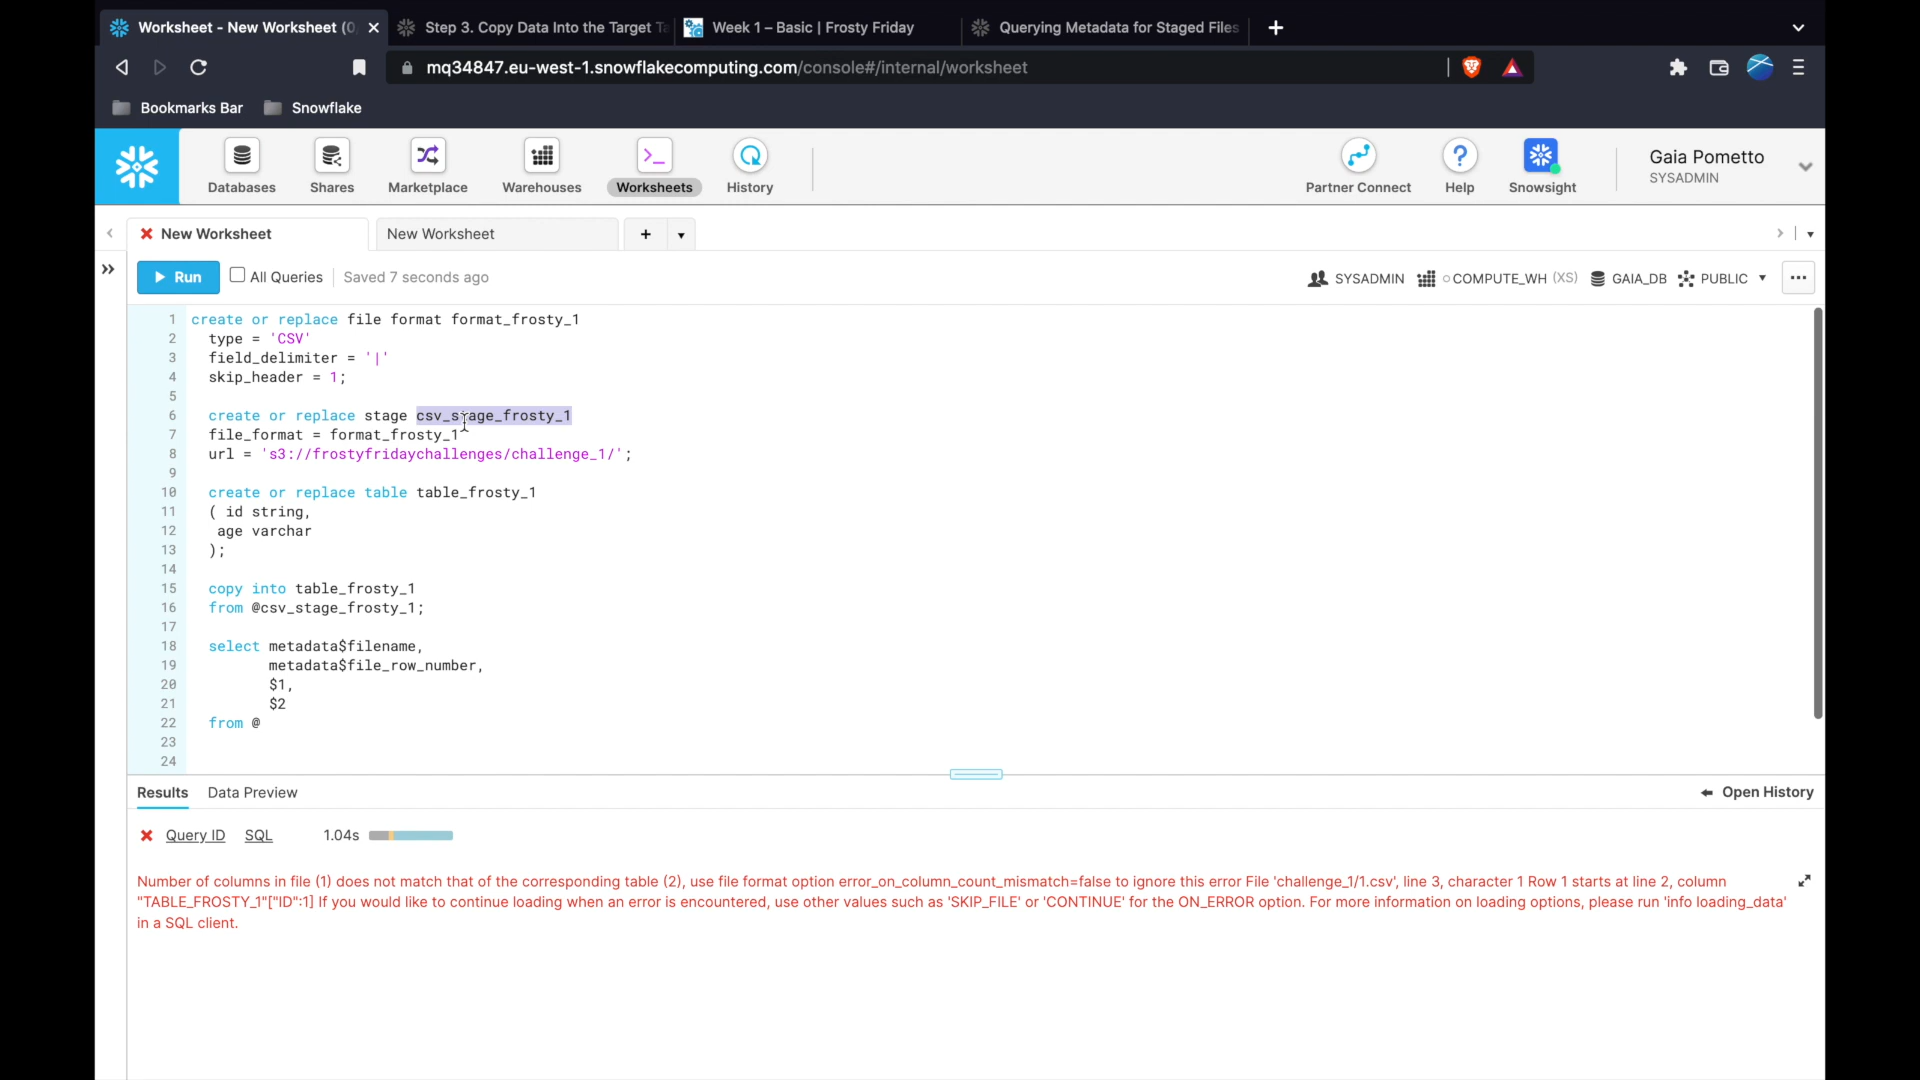 Worksheet - New Worksheet (0
Step 3. Copy Data Into the Target Ta
Week 1 – Basic | Frosty Friday
Querying Metadata for Staged Files
mq34847.eu-west-1.snowflakecomputing.com/console#/internal/worksheet
Bookmarks Bar
Snowflake
Databases
Shares
Marketplace
Warehouses
Worksheets
History
Partner Connect
Help
Snowsight
Gaia Pometto
SYSADMIN
New Worksheet
New Worksheet
Run
All Queries
Saved 7 seconds ago
SYSADMIN
COMPUTE_WH (XS)
GAIA_DB
PUBLIC
1 create or replace file format format_frosty_1
2 type = 'CSV'
3 field_delimiter = '|'
4 skip_header = 1;
5
6 create or replace stage csv_stage_frosty_1
7 file_format = format_frosty_1
8 url = 's3://frostyfridaychallenges/challenge_1/';
9
10 create or replace table table_frosty_1
11 ( id string,
12 age varchar
13 );
14
15 copy into table_frosty_1
16 from @csv_stage_frosty_1;
17
18 select metadata$filename,
19 metadata$file_row_number,
20 $1,
21 $2
22 from @
23
24
Results
Data Preview
Open History
Query ID
SQL
1.04s
Number of columns in file (1) does not match that of the corresponding table (2), use file format option error_on_column_count_mismatch=false to ignore this error File 'challenge_1/1.csv', line 3, character 1 Row 1 starts at line 2, column
"TABLE_FROSTY_1"["ID":1] If you would like to continue loading when an error is encountered, use other values such as 'SKIP_FILE' or 'CONTINUE' for the ON_ERROR option. For more information on loading options, please run 'info loading_data'
in a SQL client.